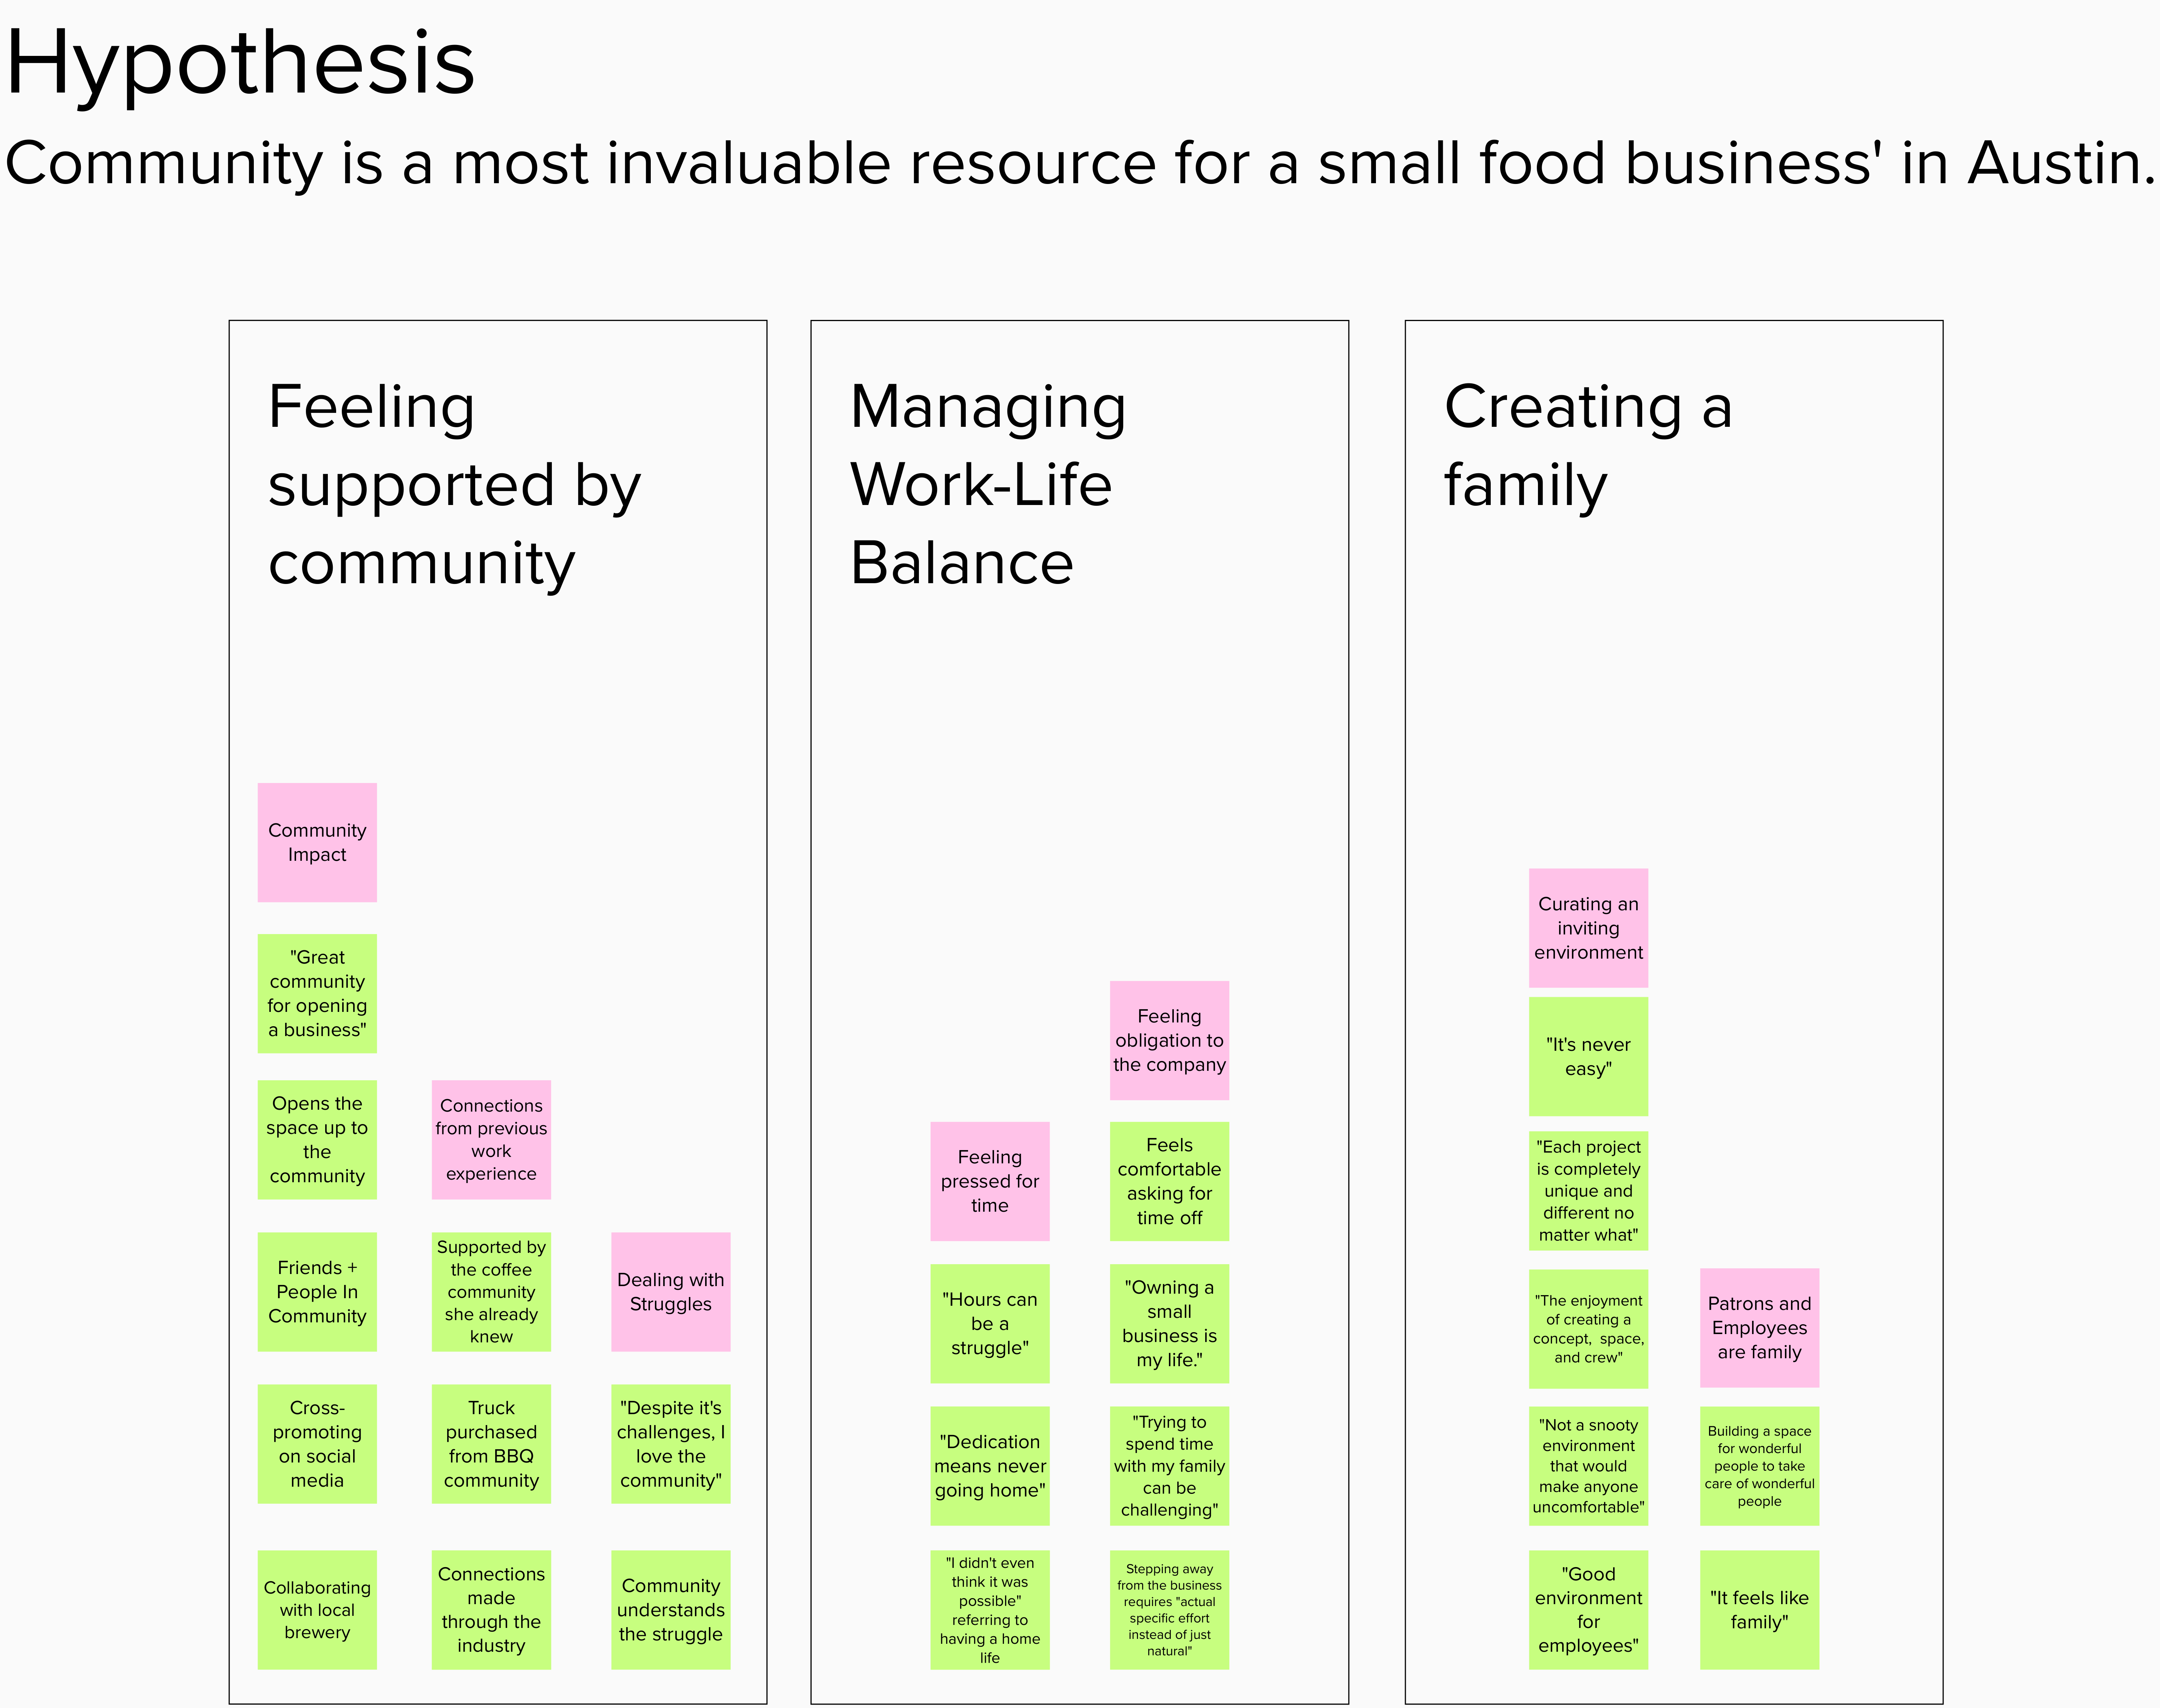 Hypothesis
Community is a most invaluable resource for a small food business' in Austin.
Feeling
supported by
community
Community
Impact
"Great
community
for opening
a business"
Opens the
space up to
the
community
Friends +
People In
Community
Cross-
promoting
on social
media
Collaborating
with local
brewery
Connections
from previous
work
experience
Supported by
the coffee
community
she already
knew
Truck
purchased
from BBQ
community
Connections
made
through the
industry
Dealing with
Struggles
"Despite it's
challenges, I
love the
community"
Community
understands
the struggle
Managing
Work-Life
Balance
Feeling
pressed for
time
"Hours can
be a
struggle"
"Dedication
means never
going home"
"I didn't even
think it was
possible"
referring to
having a home
life
Feeling
obligation to
the company
Feels
comfortable
asking for
time off
"Owning a
small
business is
my life."
"Trying to
spend time
with my family
can be
challenging"
Stepping away
from the business
requires "actual
specific effort
instead of just
natural"
Creating a
family
Curating an
inviting
environment
"It's never
easy"
"Each project
is completely
unique and
different no
matter what"
"The enjoyment
of creating a
concept, space,
and crew"
"Not a snooty
environment
that would
make anyone
uncomfortable"
"Good
environment
for
employees"
Patrons and
Employees
are family
Building a space
for wonderful
people to take
care of wonderful
people
"It feels like
family"